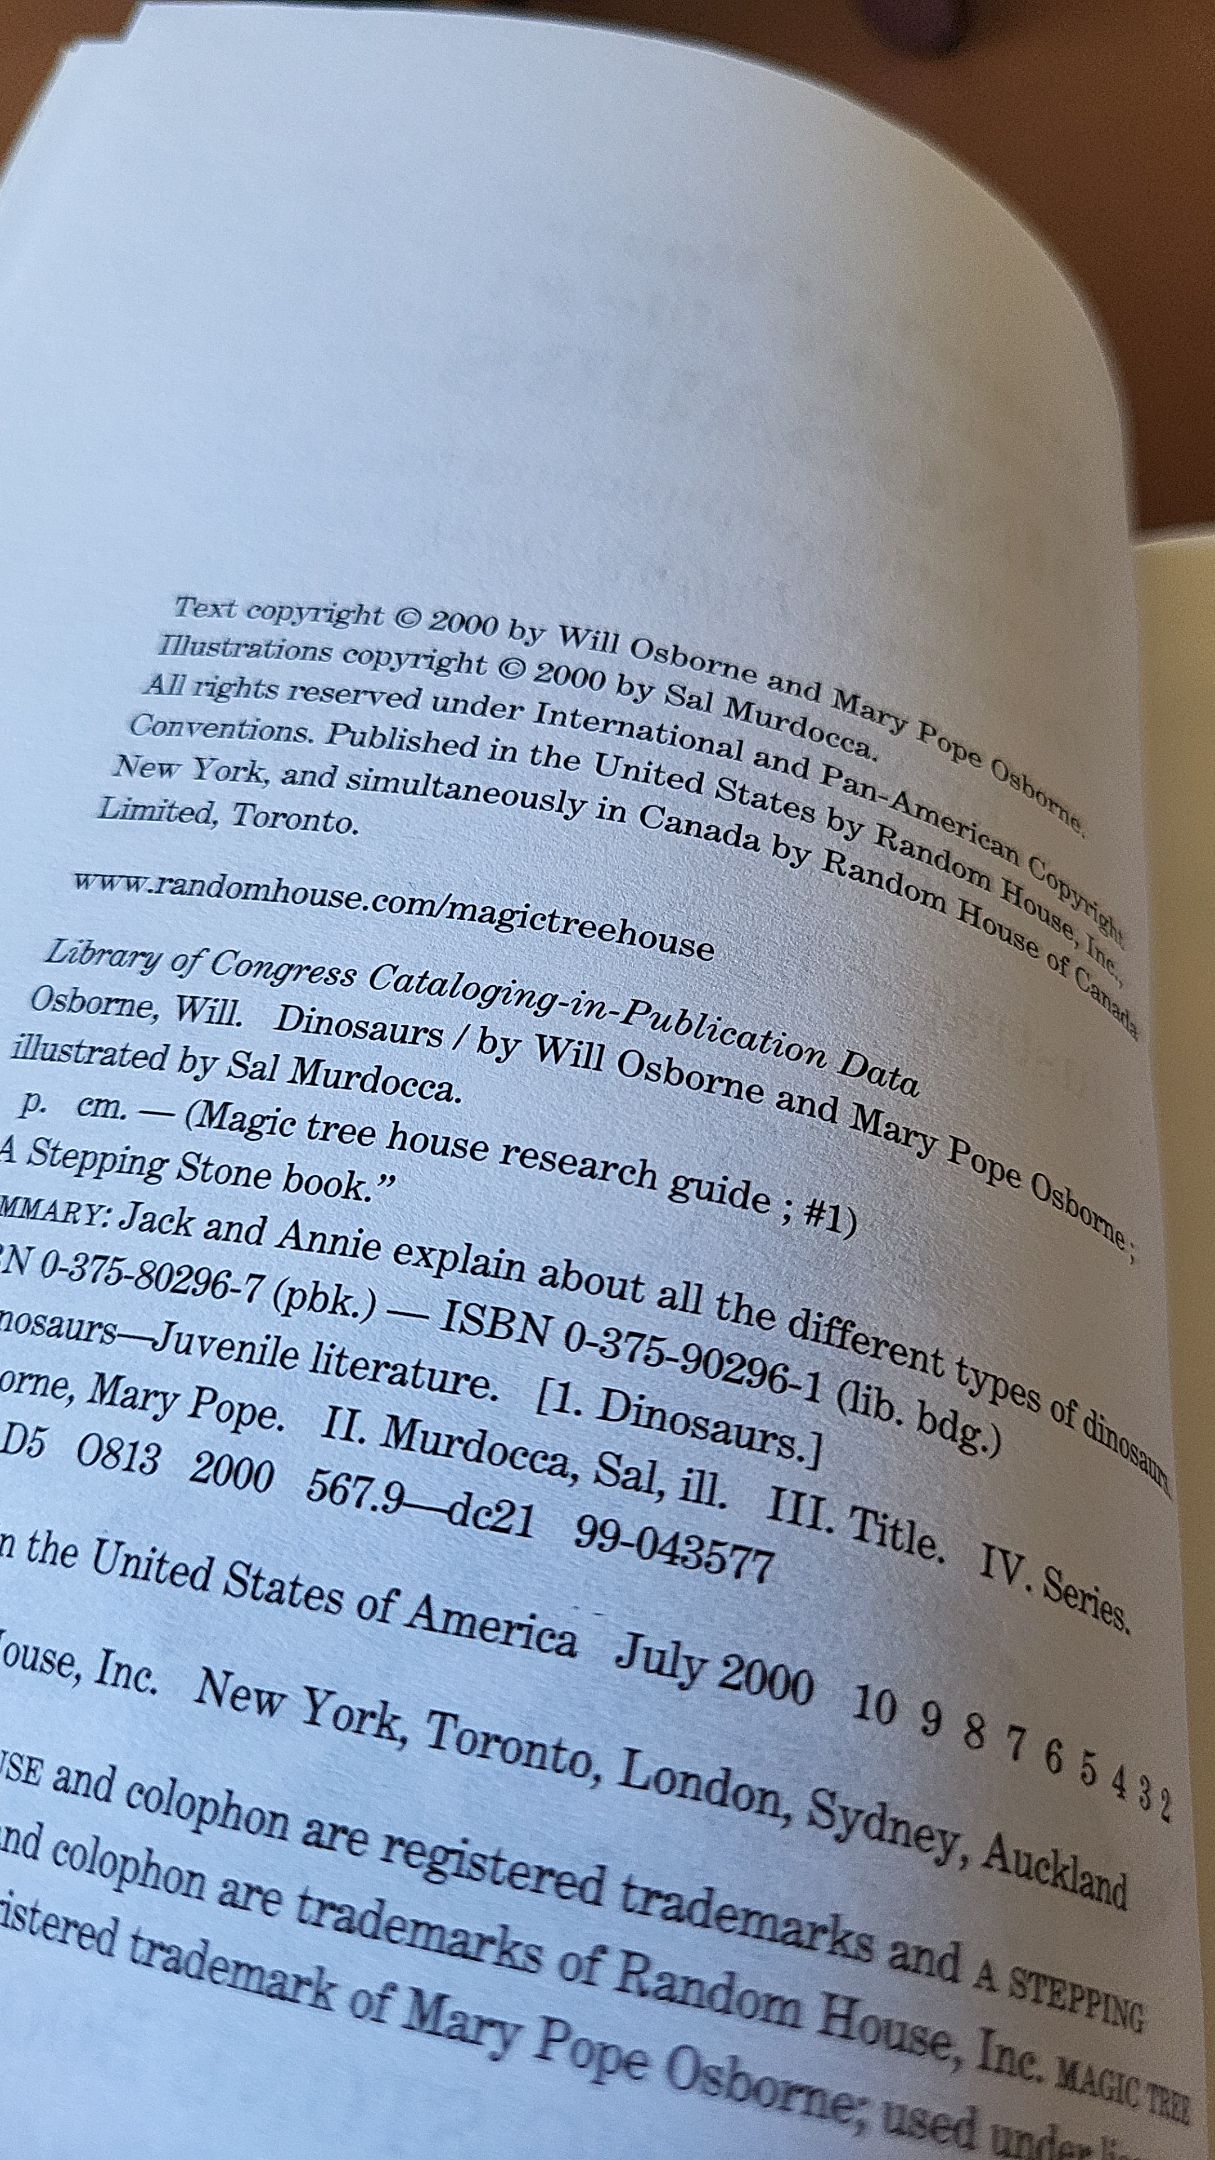 Text copyright © 2000 by Will Osborne and Mary Pope Osborne.
Illustrations copyright © 2000 by Sal Murdocca.
All rights reserved under International and Pan-American Copyright
Conventions. Published in the United States by Random House, Inc.,
New York, and simultaneously in Canada by Random House of Canada
Limited, Toronto.
www.randomhouse.com/magictreehouse
Library of Congress Cataloging-in-Publication Data
Osborne, Will. Dinosaurs / by Will Osborne and Mary Pope Osborne ;
illustrated by Sal Murdocca.
p. cm. — (Magic tree house research guide ; #1)
A Stepping Stone book.”
MMARY: Jack and Annie explain about all the different types of dinosaurs.
N 0-375-80296-7 (pbk.) — ISBN 0-375-90296-1 (lib. bdg.)
nosaurs—Juvenile literature. [1. Dinosaurs.]
orne, Mary Pope. II. Murdocca, Sal, ill. III. Title. IV. Series.
D5 O813 2000 567.9—dc21 99-043577
n the United States of America July 2000 10 9 8 7 6 5 4 3 2
ouse, Inc. New York, Toronto, London, Sydney, Auckland
USE and colophon are registered trademarks and A STEPPING
nd colophon are trademarks of Random House, Inc. MAGIC TREE
istered trademark of Mary Pope Osborne; used under